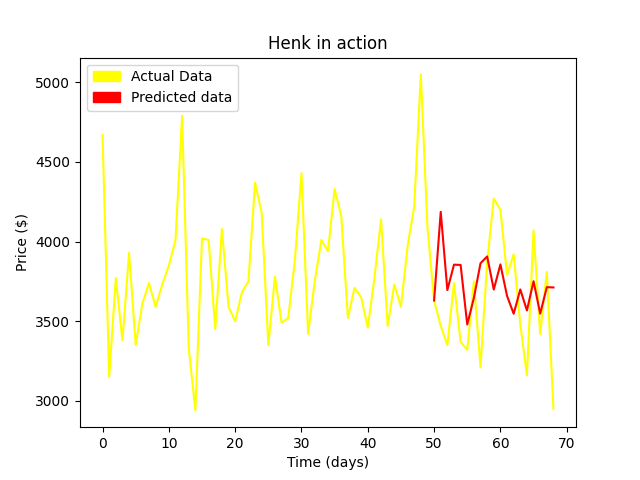 Henk in action
Actual Data
Predicted data
Price ($)
5000
4500
4000
3500
3000
0 10 20 30 40 50 60 70
Time (days)